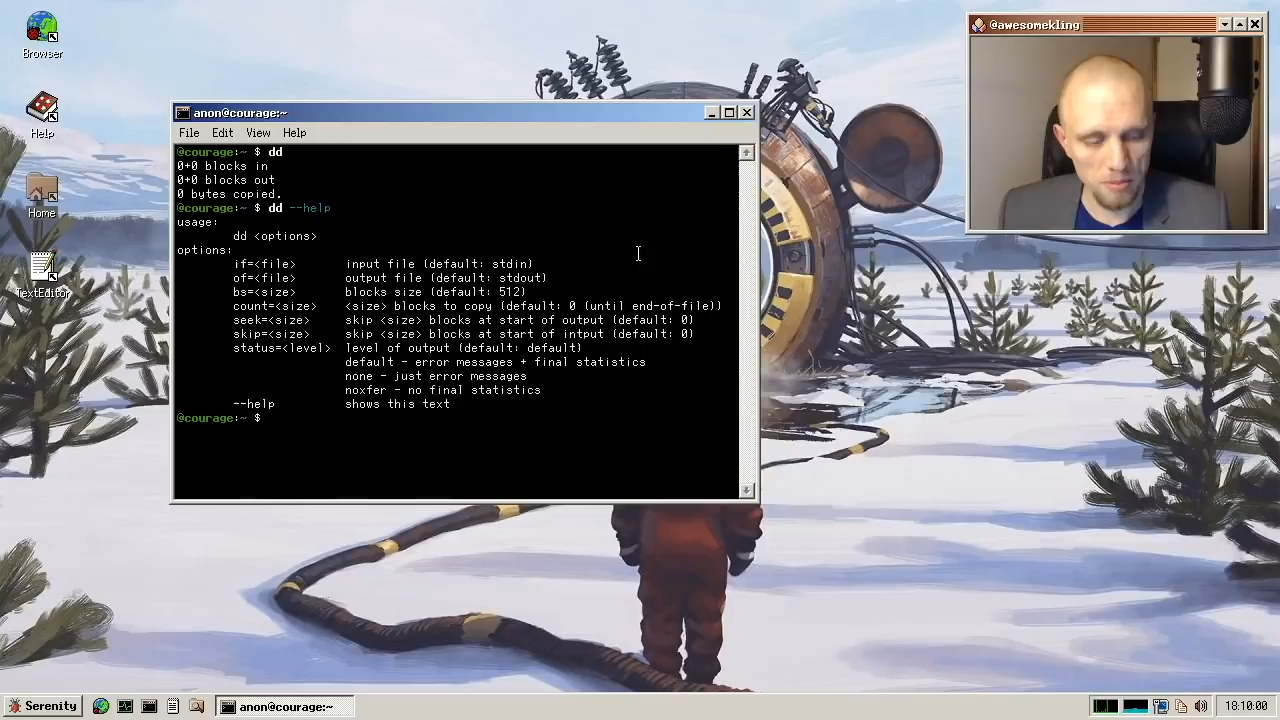 Browser
Help
Home
TextEditor
@awesomekling
anon@courage:~
File Edit View Help
@courage:~ $ dd
0+0 blocks in
0+0 blocks out
0 bytes copied.
@courage:~ $ dd --help
usage:
dd <options>
options:
if=<file> input file (default: stdin)
of=<file> output file (default: stdout)
bs=<size> blocks size (default: 512)
count=<size> <size> blocks to copy (default: 0 (until end-of-file))
seek=<size> skip <size> blocks at start of output (default: 0)
skip=<size> skip <size> blocks at start of intput (default: 0)
status=<level> level of output (default: default)
default - error messages + final statistics
none - just error messages
noxfer - no final statistics
--help shows this text
@courage:~ $
Serenity
anon@courage:~
18:10:00